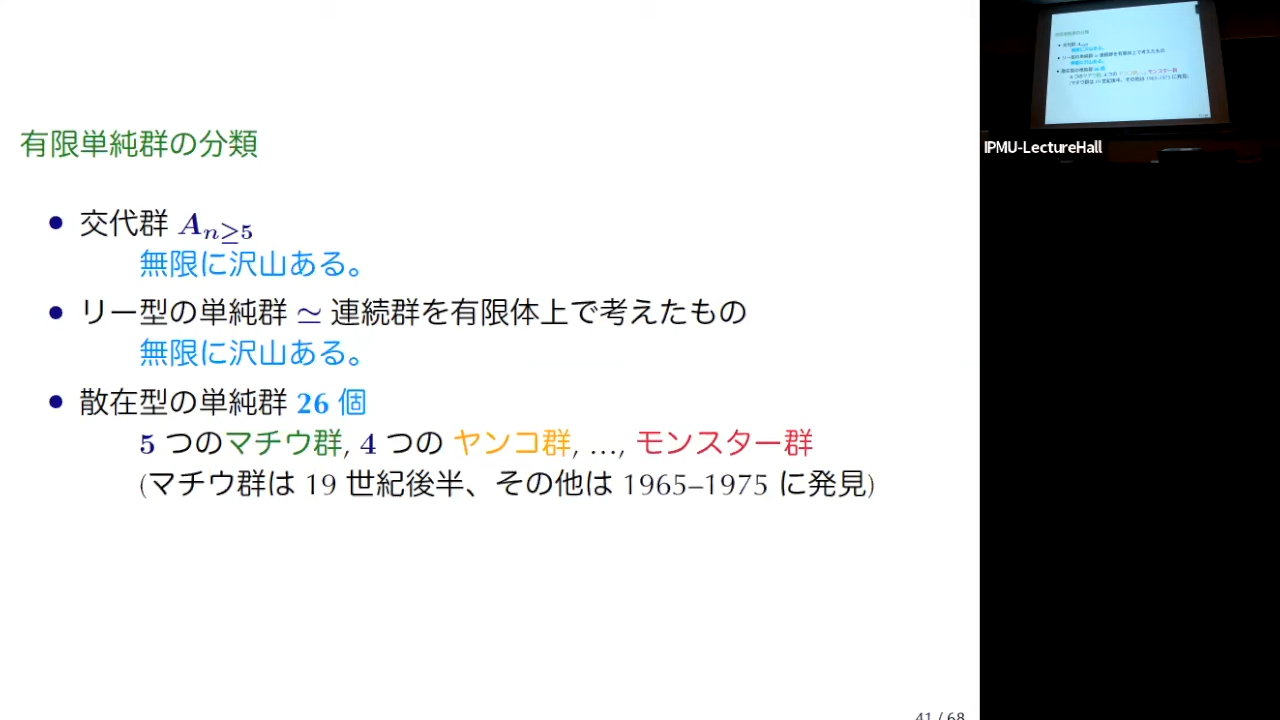 有限単純群の分類
• 交代群 Aₙ≥₅
無限に沢山ある。
• リー型の単純群 ≃ 連続群を有限体上で考えたもの
無限に沢山ある。
• 散在型の単純群 26 個
5 つのマチウ群, 4 つの ヤンコ群, ..., モンスター群
(マチウ群は 19 世紀後半、その他は 1965–1975 に発見)
41 / 68
IPMU-LectureHall